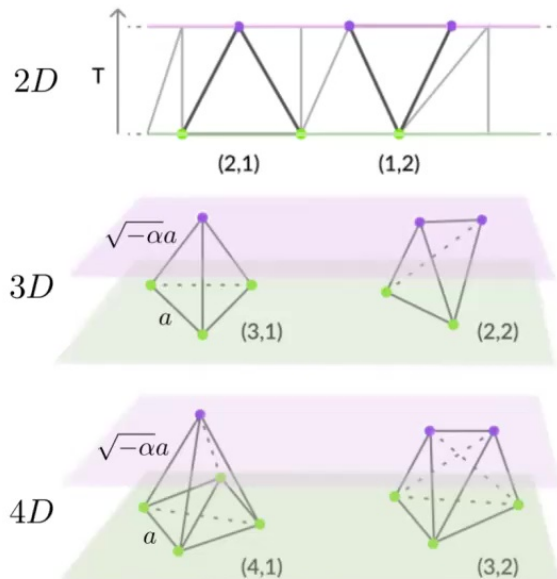 2D T
(2,1) (1,2)
√-αa
3D
a (3,1) (2,2)
√-αa
4D
a
(4,1) (3,2)